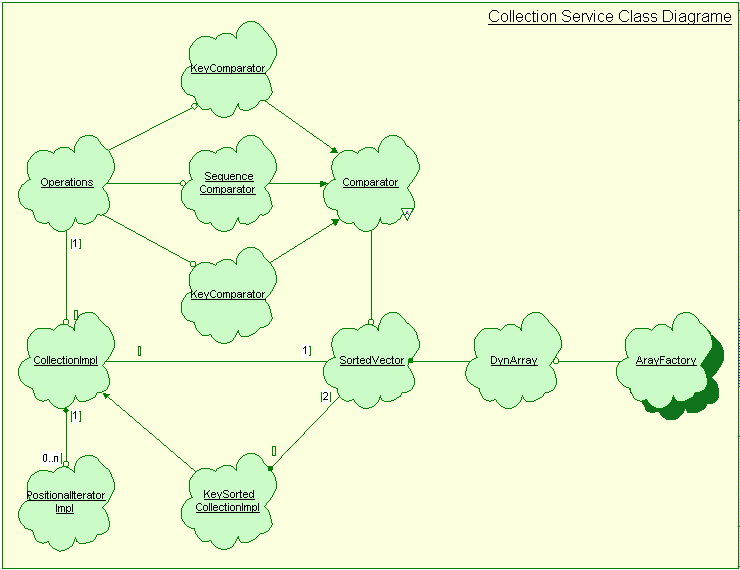 Collection Service Class Diagrame
KeyComparator
Operations
Sequence
Comparator
Comparator
|1]
KeyComparator
[]
CollectionImpl
[]
1]
SortedVector
DynArray
ArayFactory
|1]
|2]
0..n|
[]
PositionalIterator
Impl
KeySorted
CollectionImpl